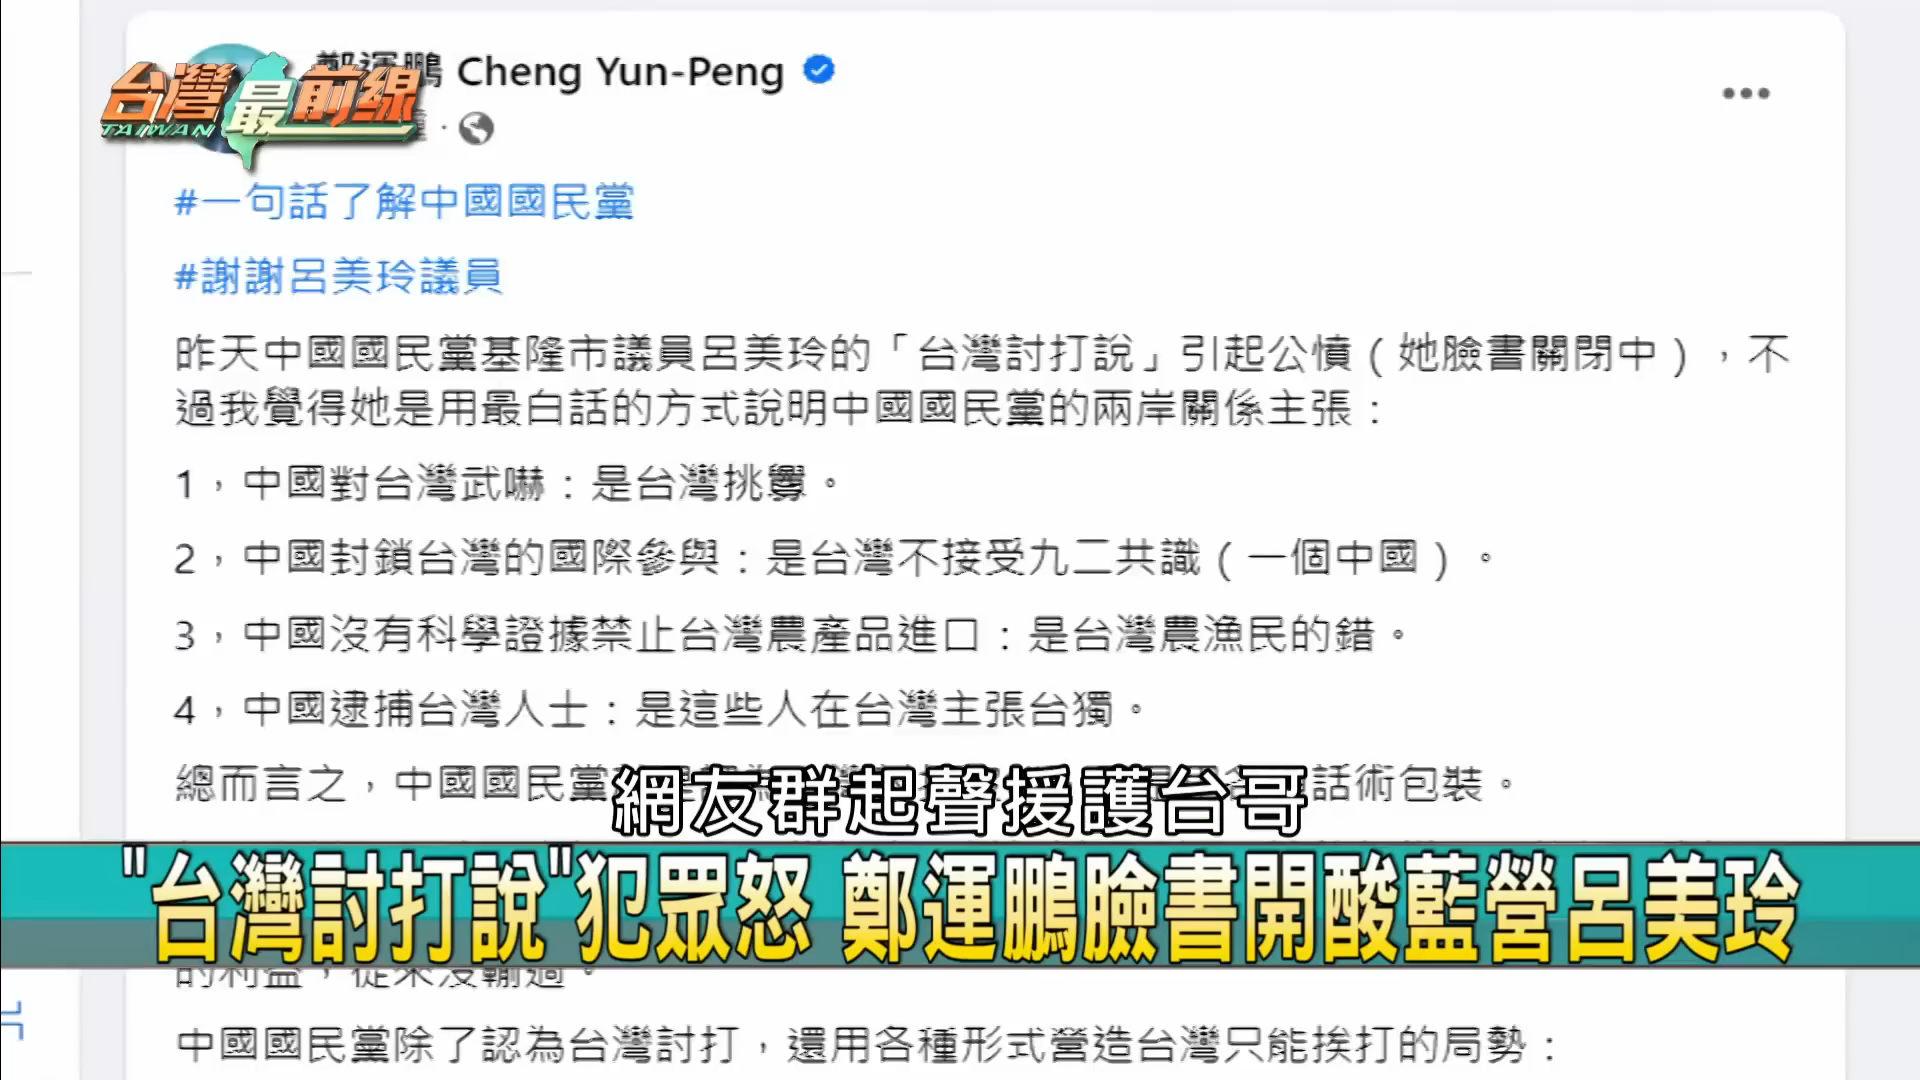 台灣最前線
TAIWAN
鄭運鵬 Cheng Yun-Peng
#一句話了解中國國民黨
#謝謝呂美玲議員
昨天中國國民黨基隆市議員呂美玲的「台灣討打說」引起公憤（她臉書關閉中），不
過我覺得她是用最白話的方式說明中國國民黨的兩岸關係主張：
1，中國對台灣武嚇：是台灣挑釁。
2，中國封鎖台灣的國際參與：是台灣不接受九二共識（一個中國）。
3，中國沒有科學證據禁止台灣農產品進口：是台灣農漁民的錯。
4，中國逮捕台灣人士：是這些人在台灣主張台獨。
總而言之，中國國民黨
話術包裝。
網友群起聲援護台哥
"台灣討打說"犯眾怒 鄭運鵬臉書開酸藍營呂美玲
的利益，從來沒輸過。
中國國民黨除了認為台灣討打，還用各種形式營造台灣只能挨打的局勢：